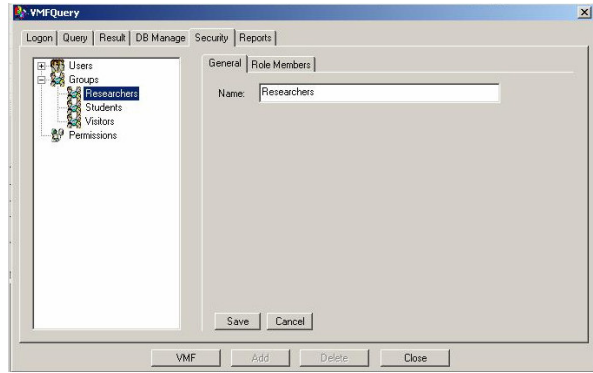 VMFQuery
Logon Query Result DB Manage Security Reports
Users
Groups
Researchers
Students
Visitors
Permissions
General Role Members
Name: Researchers
Save Cancel
VMF Add Delete Close